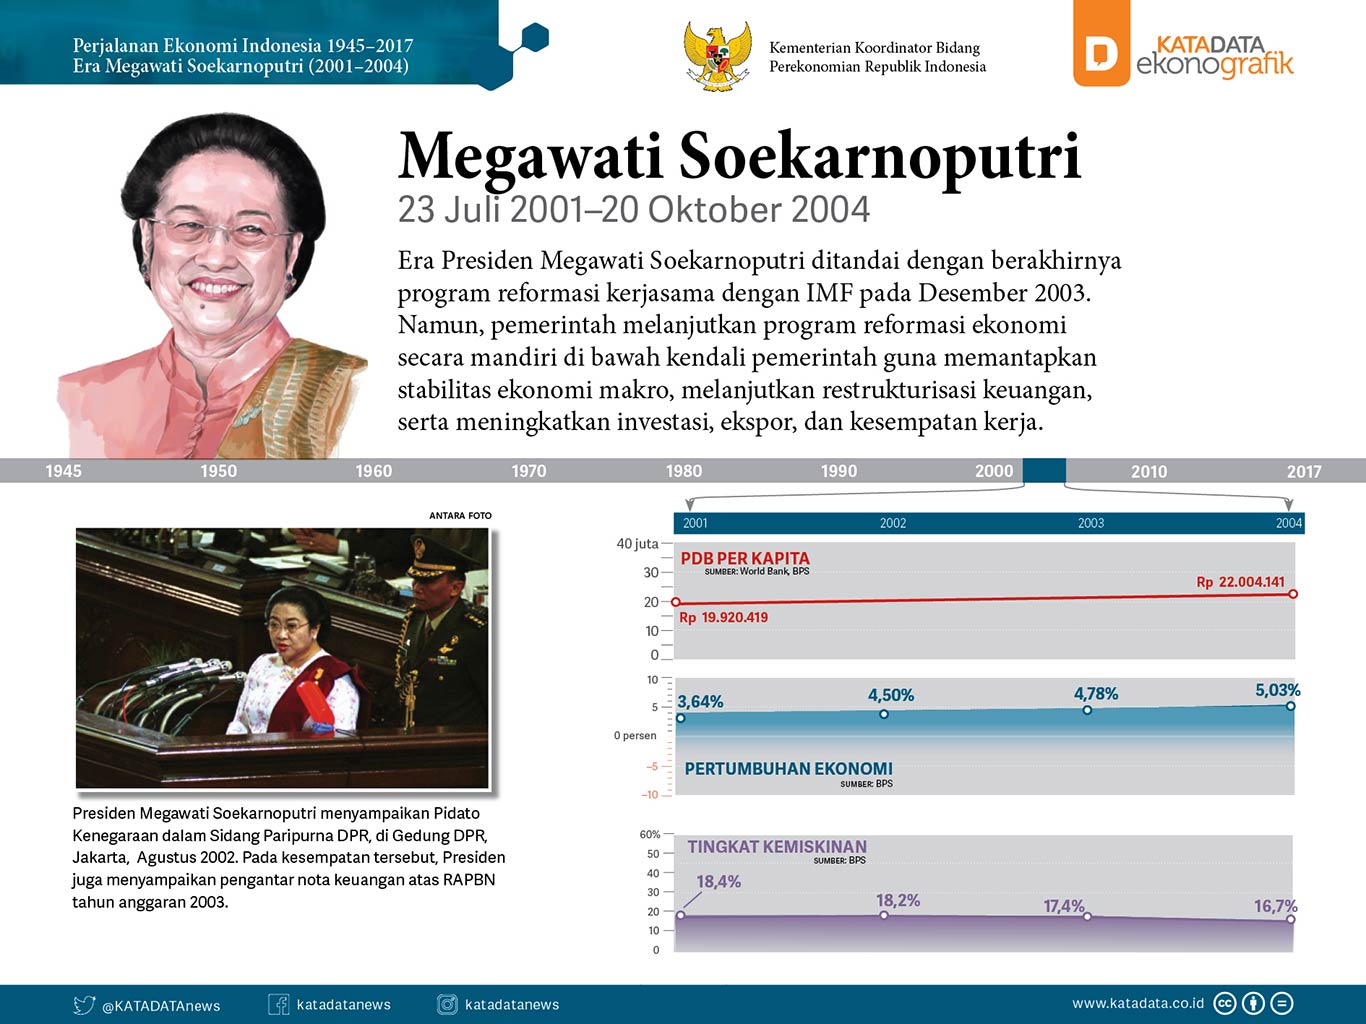 Perjalanan Ekonomi Indonesia 1945–2017
Era Megawati Soekarnoputri (2001–2004)
Kementerian Koordinator Bidang
Perekonomian Republik Indonesia
D KATADATA
ekonografik
Megawati Soekarnoputri
23 Juli 2001–20 Oktober 2004
Era Presiden Megawati Soekarnoputri ditandai dengan berakhirnya
program reformasi kerjasama dengan IMF pada Desember 2003.
Namun, pemerintah melanjutkan program reformasi ekonomi
secara mandiri di bawah kendali pemerintah guna memantapkan
stabilitas ekonomi makro, melanjutkan restrukturisasi keuangan,
serta meningkatkan investasi, ekspor, dan kesempatan kerja.
1945 1950 1960 1970 1980 1990 2000 2010 2017
ANTARA FOTO
Presiden Megawati Soekarnoputri menyampaikan Pidato
Kenegaraan dalam Sidang Paripurna DPR, di Gedung DPR,
Jakarta, Agustus 2002. Pada kesempatan tersebut, Presiden
juga menyampaikan pengantar nota keuangan atas RAPBN
tahun anggaran 2003.
2001 2002 2003 2004
40 juta
30
20
10
0
PDB PER KAPITA
SUMBER: World Bank, BPS
Rp 19.920.419
Rp 22.004.141
10
5
0 persen
–5
–10
3,64% 4,50% 4,78% 5,03%
PERTUMBUHAN EKONOMI
SUMBER: BPS
60%
50
40
30
20
10
0
TINGKAT KEMISKINAN
SUMBER: BPS
18,4% 18,2% 17,4% 16,7%
@KATADATAnews katadatanews katadatanews
www.katadata.co.id cc